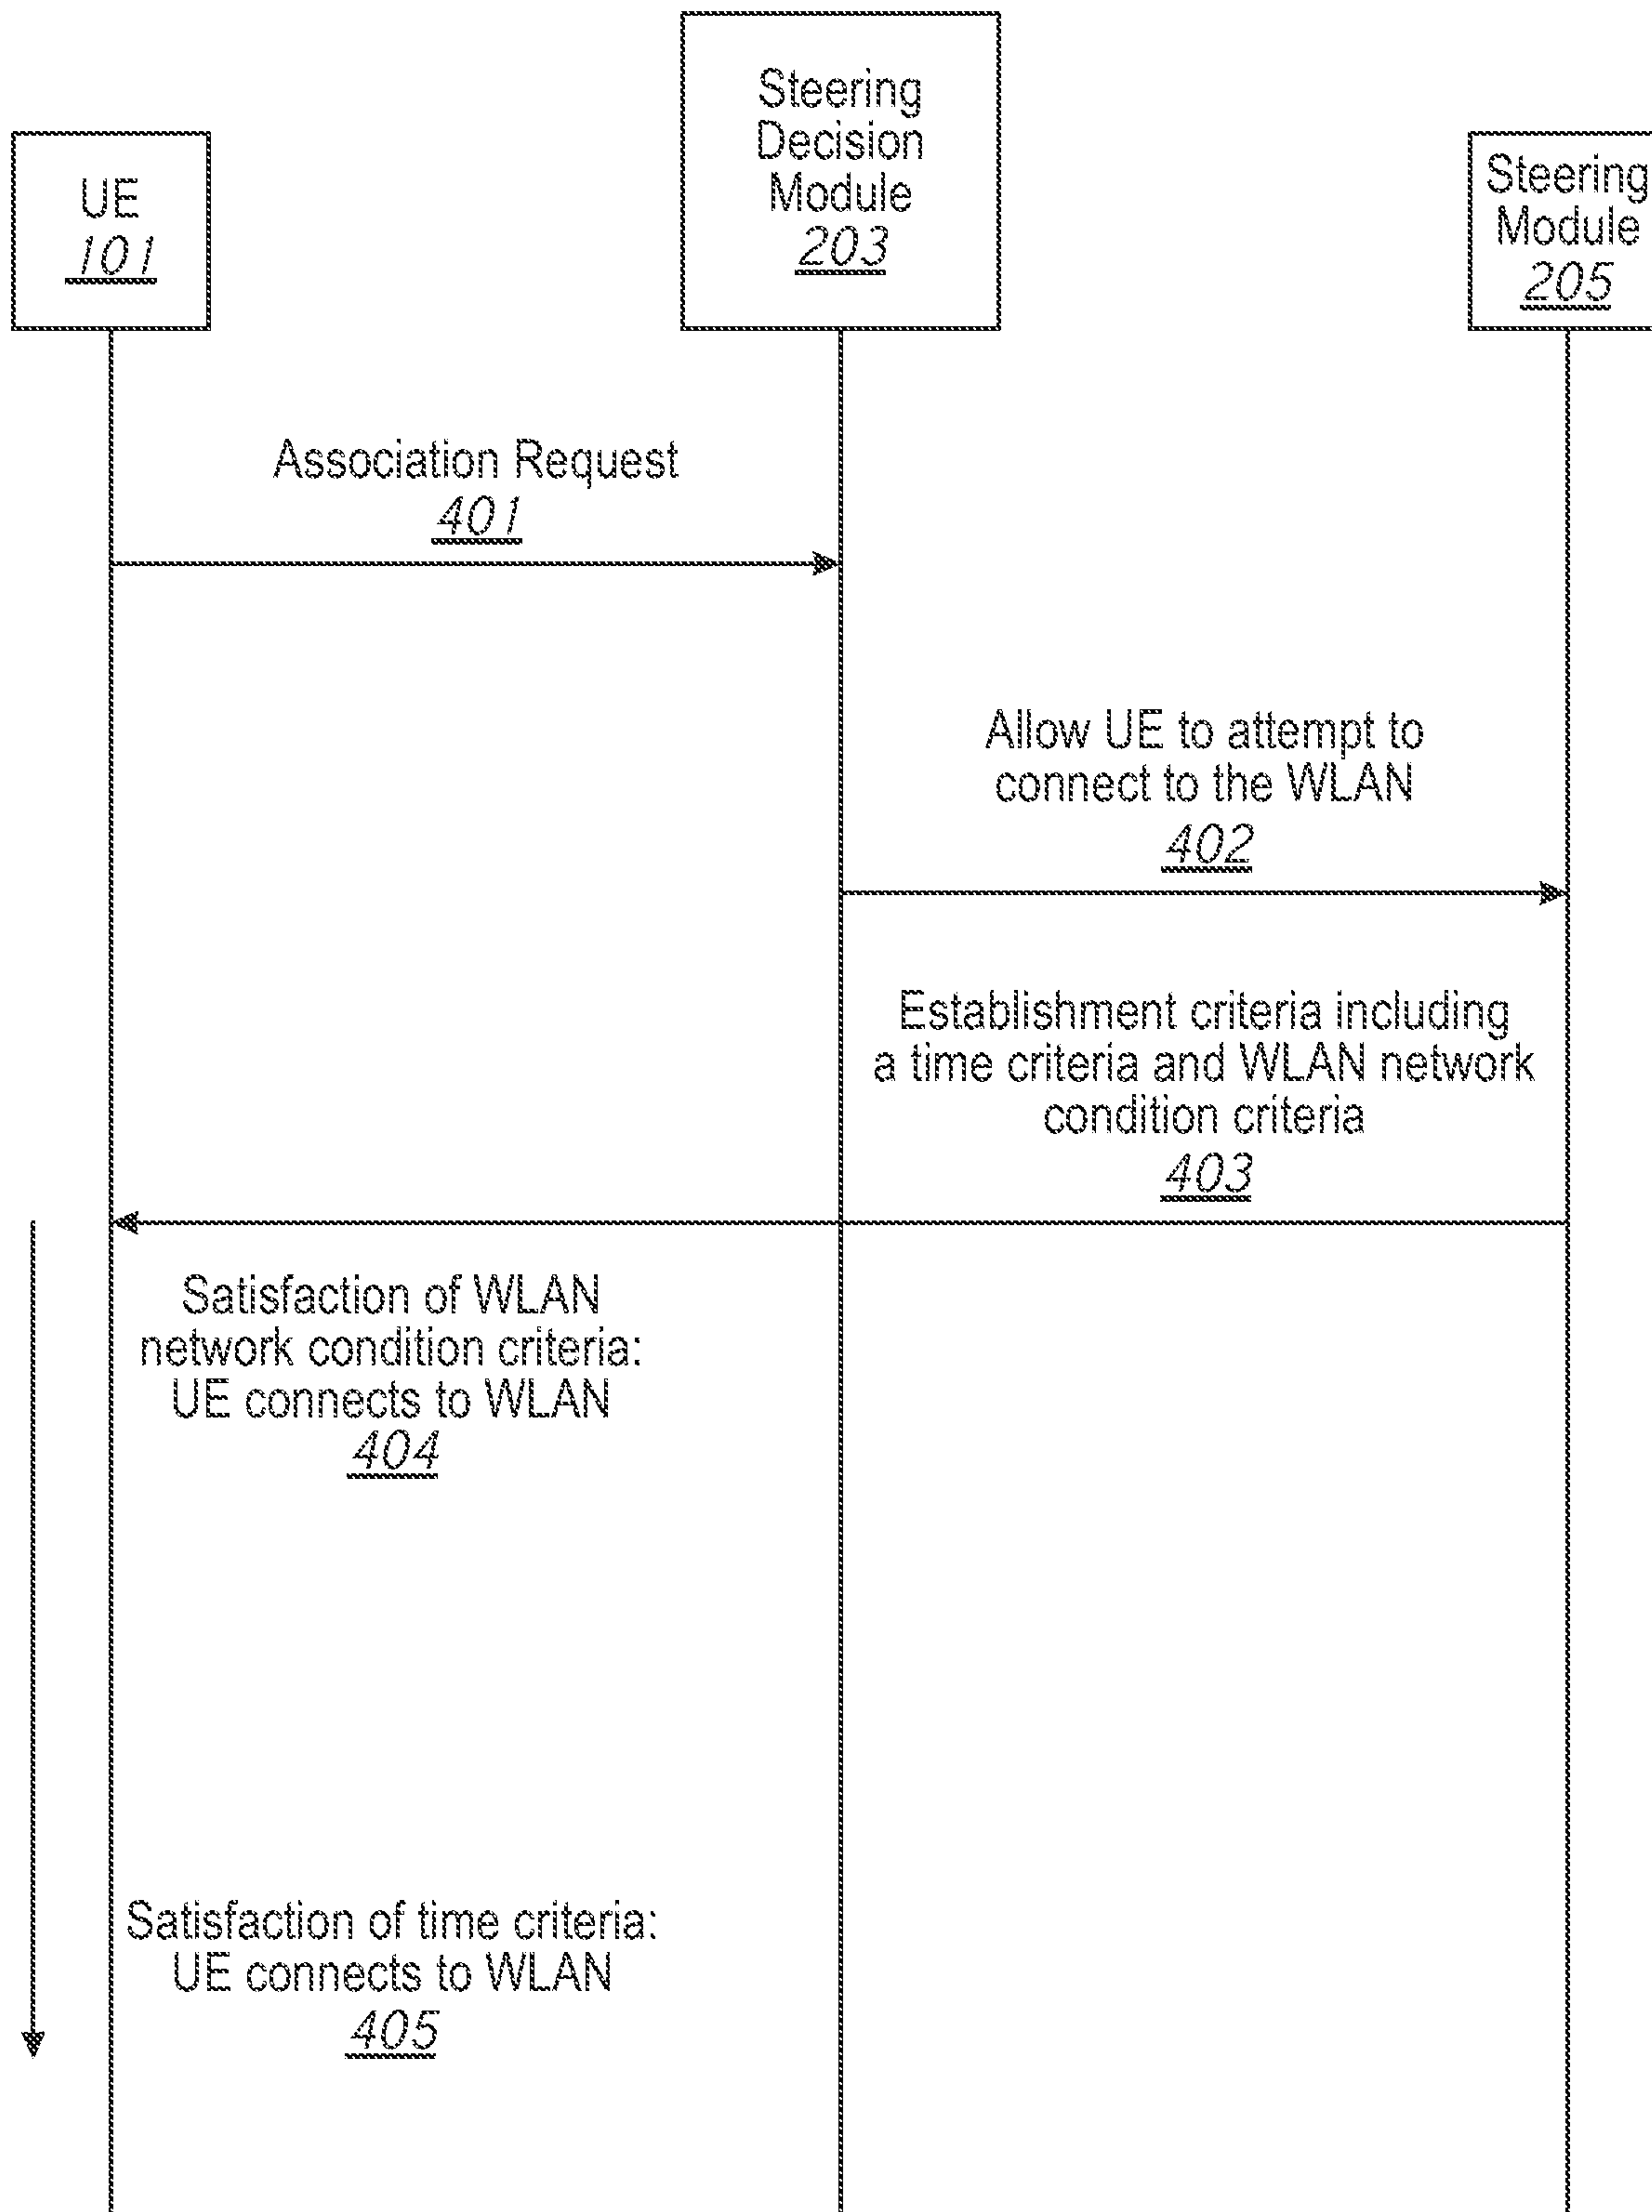 UE
101
Steering
Decision
Module
203
Steering
Module
205
Association Request
401
Allow UE to attempt to
connect to the WLAN
402
Establishment criteria including
a time criteria and WLAN network
condition criteria
403
Satisfaction of WLAN
network condition criteria:
UE connects to WLAN
404
Satisfaction of time criteria:
UE connects to WLAN
405